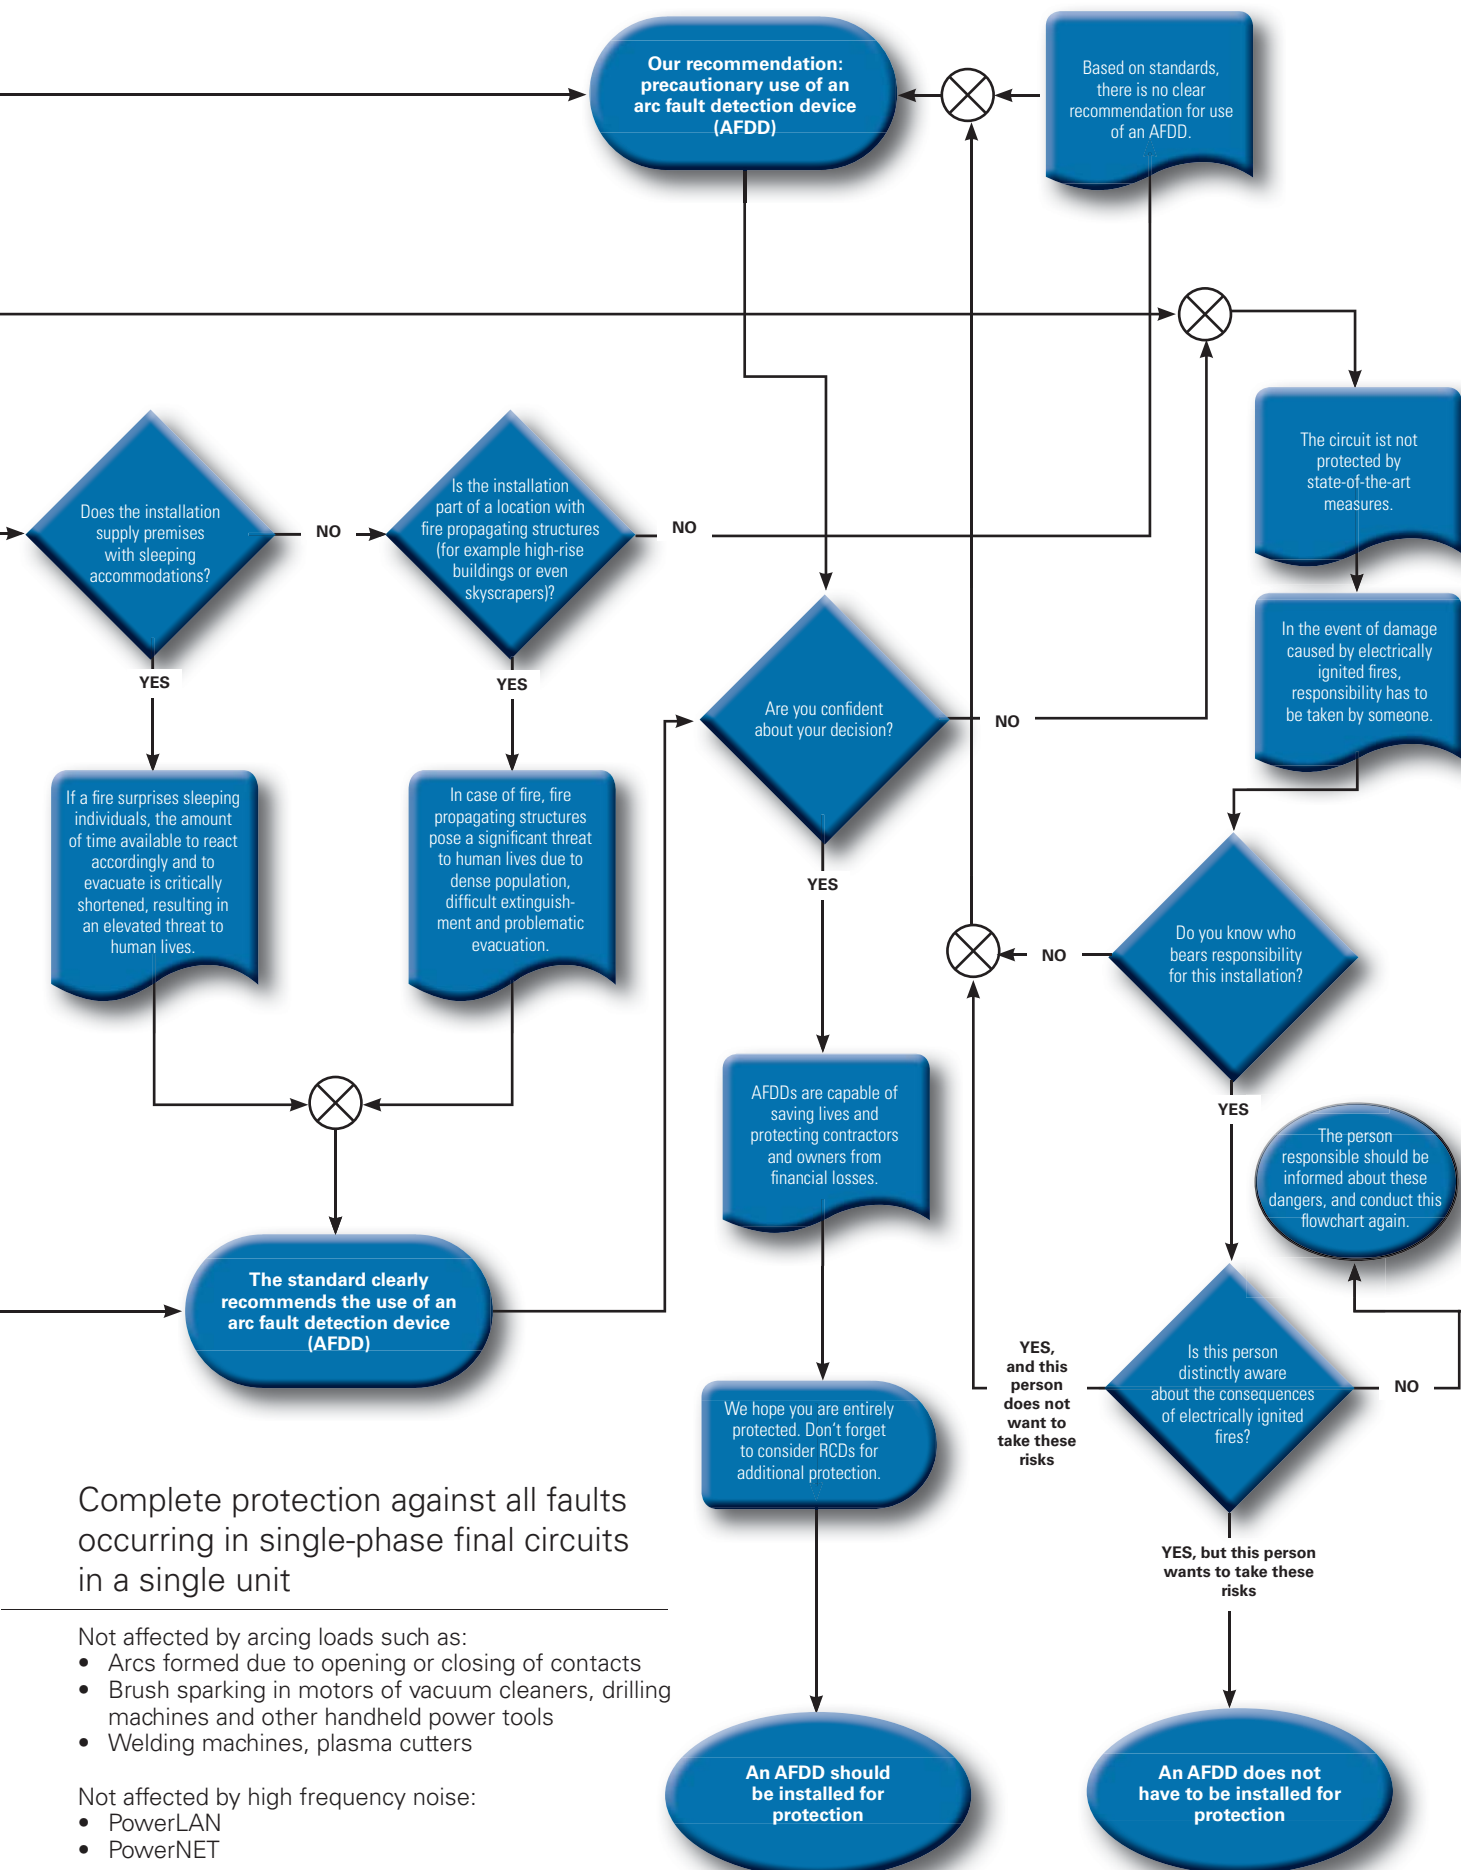 Our recommendation:
precautionary use of an
arc fault detection device
(AFDD)
Based on standards,
there is no clear
recommendation for use
of an AFDD.
The circuit ist not
protected by
state-of-the-art
measures.
Does the installation
supply premises
with sleeping
accommodations?
NO
Is the installation
part of a location with
fire propagating structures
(for example high-rise
buildings or even
skyscrapers)?
NO
In the event of damage
caused by electrically
ignited fires,
responsibility has to
be taken by someone.
YES
YES
Are you confident
about your decision?
NO
If a fire surprises sleeping
individuals, the amount
of time available to react
accordingly and to
evacuate is critically
shortened, resulting in
an elevated threat to
human lives.
In case of fire, fire
propagating structures
pose a significant threat
to human lives due to
dense population,
difficult extinguish-
ment and problematic
evacuation.
YES
Do you know who
bears responsibility
for this installation?
NO
YES
AFDDs are capable of
saving lives and
protecting contractors
and owners from
financial losses.
The person
responsible should be
informed about these
dangers, and conduct this
flowchart again.
The standard clearly
recommends the use of an
arc fault detection device
(AFDD)
YES,
and this
person
does not
want to
take these
risks
Is this person
distinctly aware
about the consequences
of electrically ignited
fires?
NO
We hope you are entirely
protected. Don't forget
to consider RCDs for
additional protection.
YES, but this person
wants to take these
risks
Complete protection against all faults
occurring in single-phase final circuits
in a single unit
Not affected by arcing loads such as:
• Arcs formed due to opening or closing of contacts
• Brush sparking in motors of vacuum cleaners, drilling
machines and other handheld power tools
• Welding machines, plasma cutters
Not affected by high frequency noise:
• PowerLAN
• PowerNET
An AFDD should
be installed for
protection
An AFDD does not
have to be installed for
protection